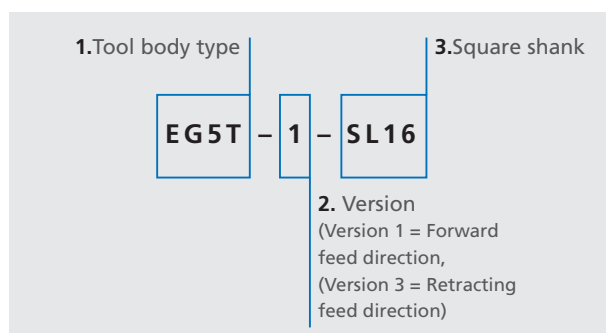 1.Tool body type
3.Square shank
EG5T – 1 – SL16
2. Version
(Version 1 = Forward
feed direction,
(Version 3 = Retracting
feed direction)